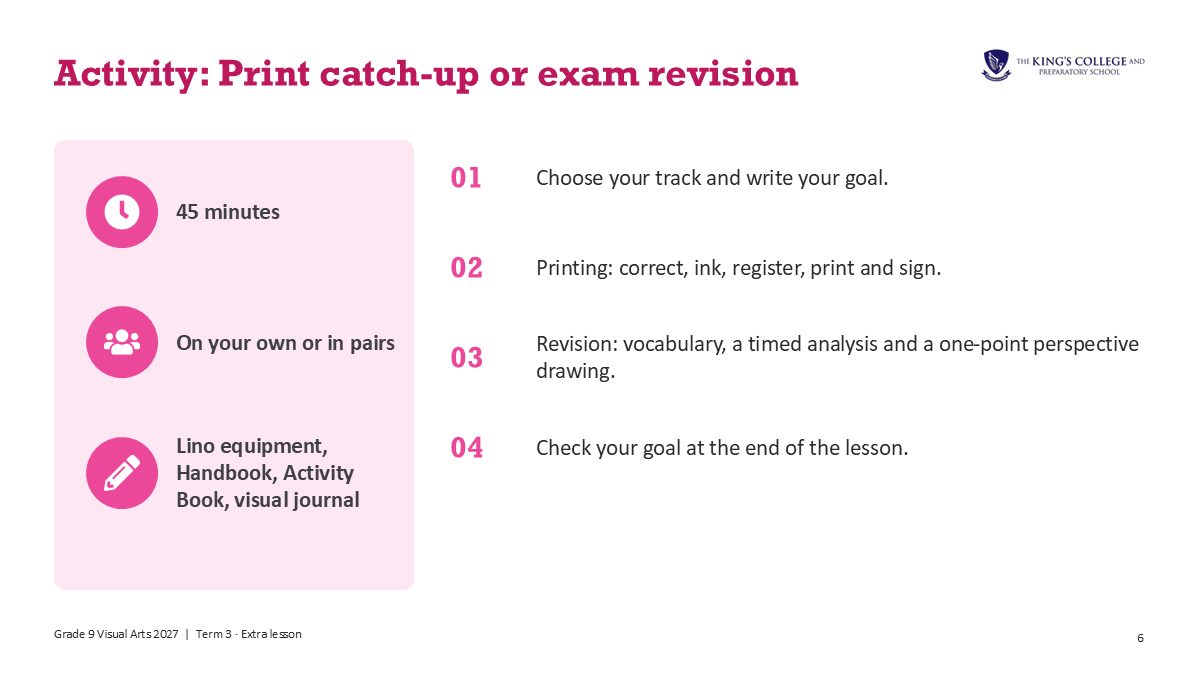 Activity: Print catch-up or exam revision
THE KING'S COLLEGE AND
PREPARATORY SCHOOL
45 minutes
On your own or in pairs
Lino equipment,
Handbook, Activity
Book, visual journal
01
Choose your track and write your goal.
02
Printing: correct, ink, register, print and sign.
03
Revision: vocabulary, a timed analysis and a one-point perspective
drawing.
04
Check your goal at the end of the lesson.
Grade 9 Visual Arts 2027 | Term 3 · Extra lesson
6